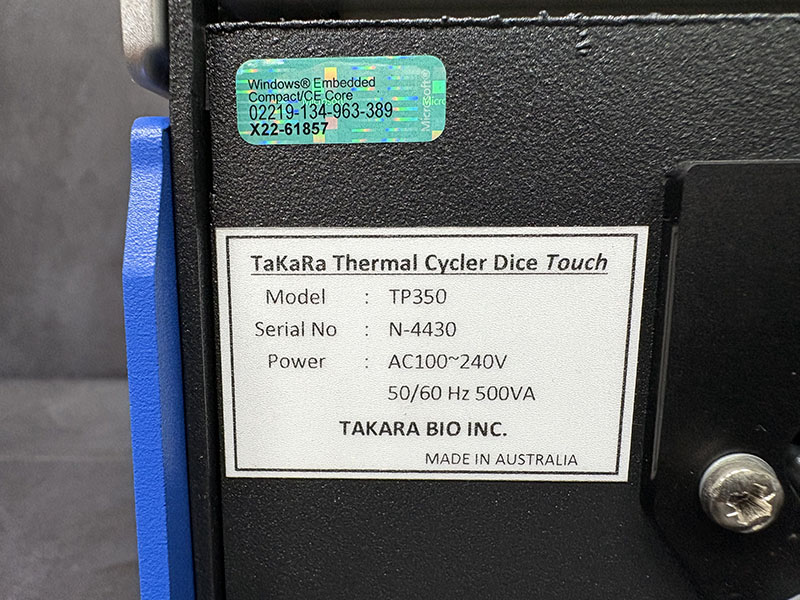 Windows® Embedded
Compact/CE Core
02219-134-963-389
X22-61857
Microsoft®
TaKaRa Thermal Cycler Dice Touch
Model : TP350
Serial No : N-4430
Power : AC100~240V
50/60 Hz 500VA
TAKARA BIO INC.
MADE IN AUSTRALIA